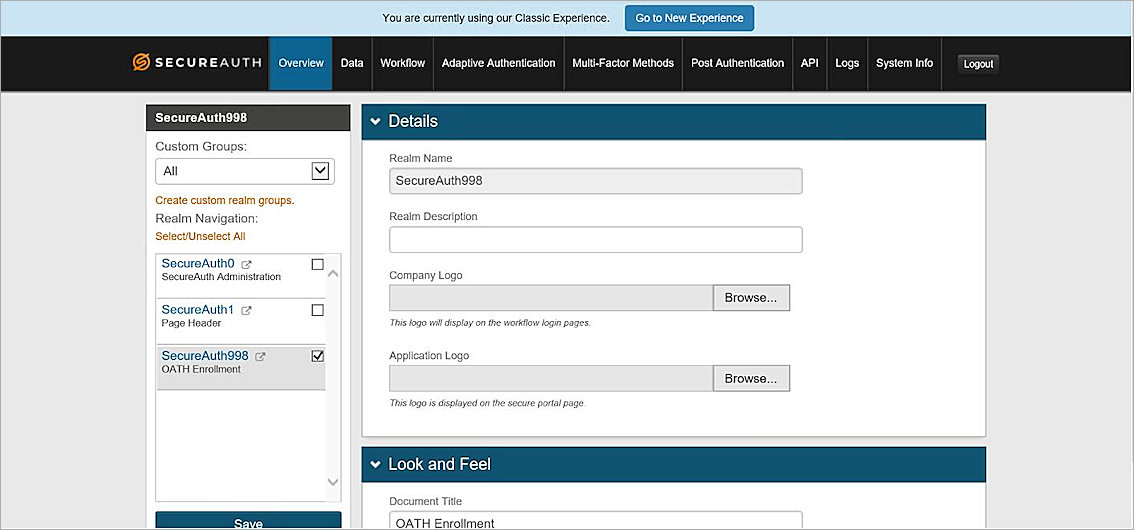 You are currently using our Classic Experience. Go to New Experience
SECUREAUTH Overview Data Workflow Adaptive Authentication Multi-Factor Methods Post Authentication API Logs System Info Logout
SecureAuth998
Custom Groups:
All
Create custom realm groups.
Realm Navigation:
Select/Unselect All
SecureAuth0
SecureAuth Administration
SecureAuth1
Page Header
SecureAuth998
OATH Enrollment
Save
Details
Realm Name
SecureAuth998
Realm Description
Company Logo
Browse...
This logo will display on the workflow login pages.
Application Logo
Browse...
This logo is displayed on the secure portal page.
Look and Feel
Document Title
OATH Enrollment